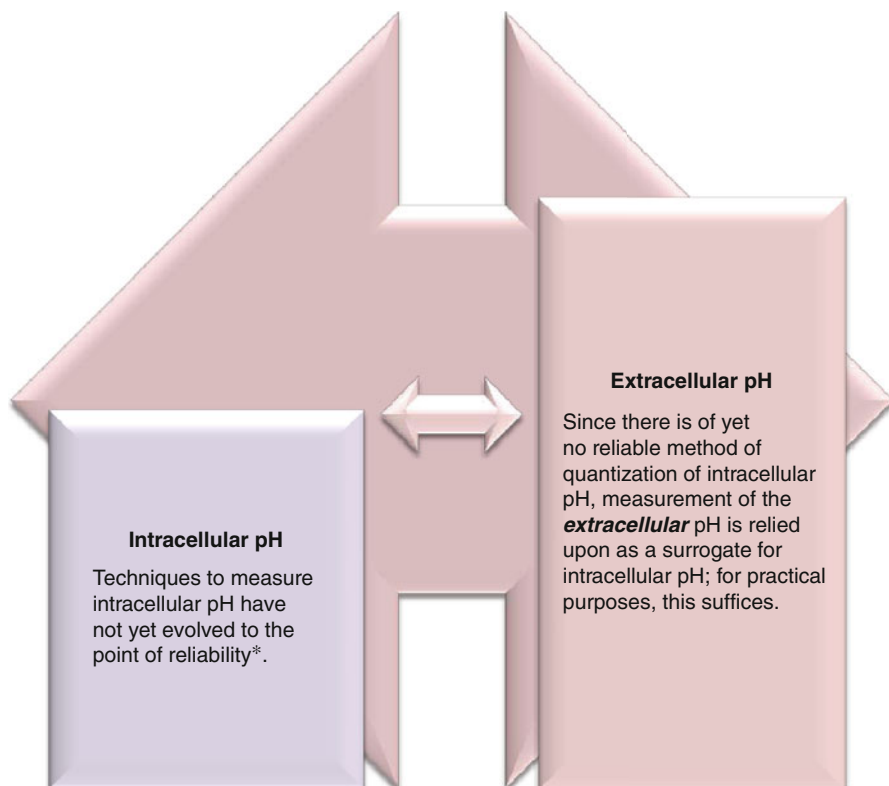 Intracellular pH
Techniques to measure
intracellular pH have
not yet evolved to the
point of reliability*.
Extracellular pH
Since there is of yet
no reliable method of
quantization of intracellular
pH, measurement of the
extracellular pH is relied
upon as a surrogate for
intracellular pH; for practical
purposes, this suffices.